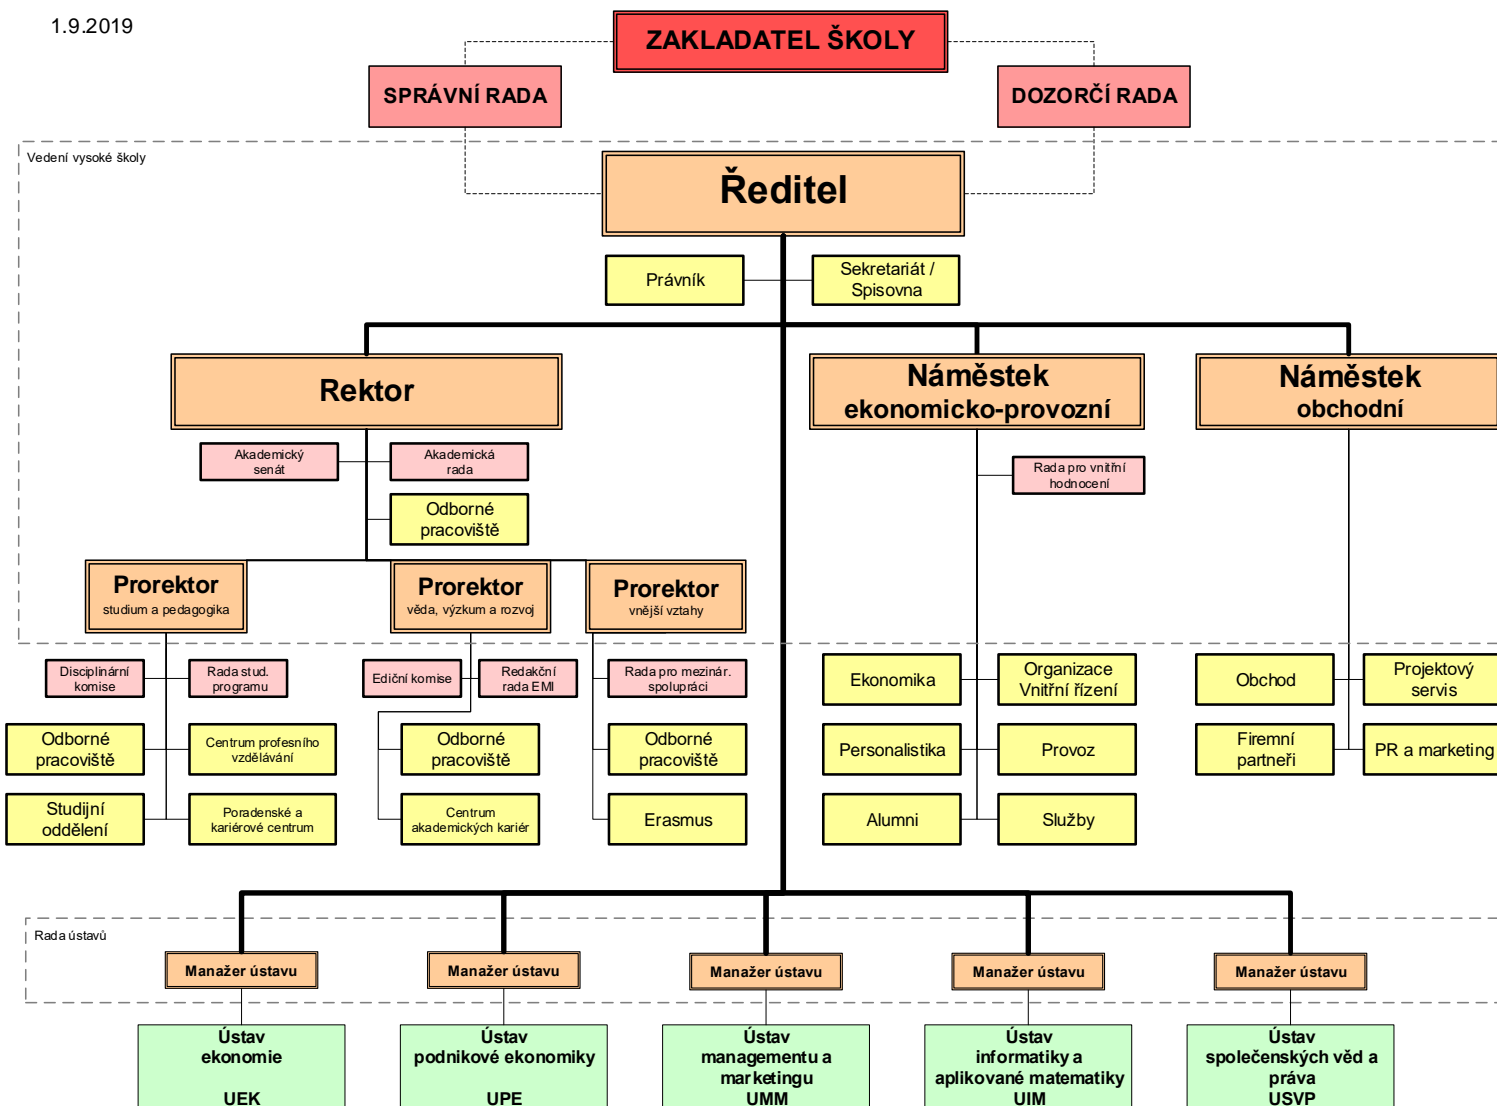 1.9.2019
ZAKLADATEL ŠKOLY
SPRÁVNÍ RADA
DOZORČÍ RADA
Vedení vysoké školy
Ředitel
Právník
Sekretariát /
Spisovna
Rektor
Náměstek
ekonomicko-provozní
Náměstek
obchodní
Akademický
senát
Akademická
rada
Rada pro vnitřní
hodnocení
Odborné
pracoviště
Prorektor
studium a pedagogika
Prorektor
věda, výzkum a rozvoj
Prorektor
vnější vztahy
Disciplinární
komise
Rada stud.
programu
Ediční komise
Redakční
rada EMI
Rada pro mezinár.
spolupráci
Ekonomika
Organizace
Vnitřní řízení
Obchod
Projektový
servis
Odborné
pracoviště
Centrum profesního
vzdělávání
Odborné
pracoviště
Odborné
pracoviště
Personalistika
Provoz
Firemní
partneři
PR a marketing
Studijní
oddělení
Poradenské a
kariérové centrum
Centrum
akademických kariér
Erasmus
Alumni
Služby
Rada ústavů
Manažer ústavu
Manažer ústavu
Manažer ústavu
Manažer ústavu
Manažer ústavu
Ústav
ekonomie
UEK
Ústav
podnikové ekonomiky
UPE
Ústav
managementu a
marketingu
UMM
Ústav
informatiky a
aplikované matematiky
UIM
Ústav
společenských věd a
práva
USVP